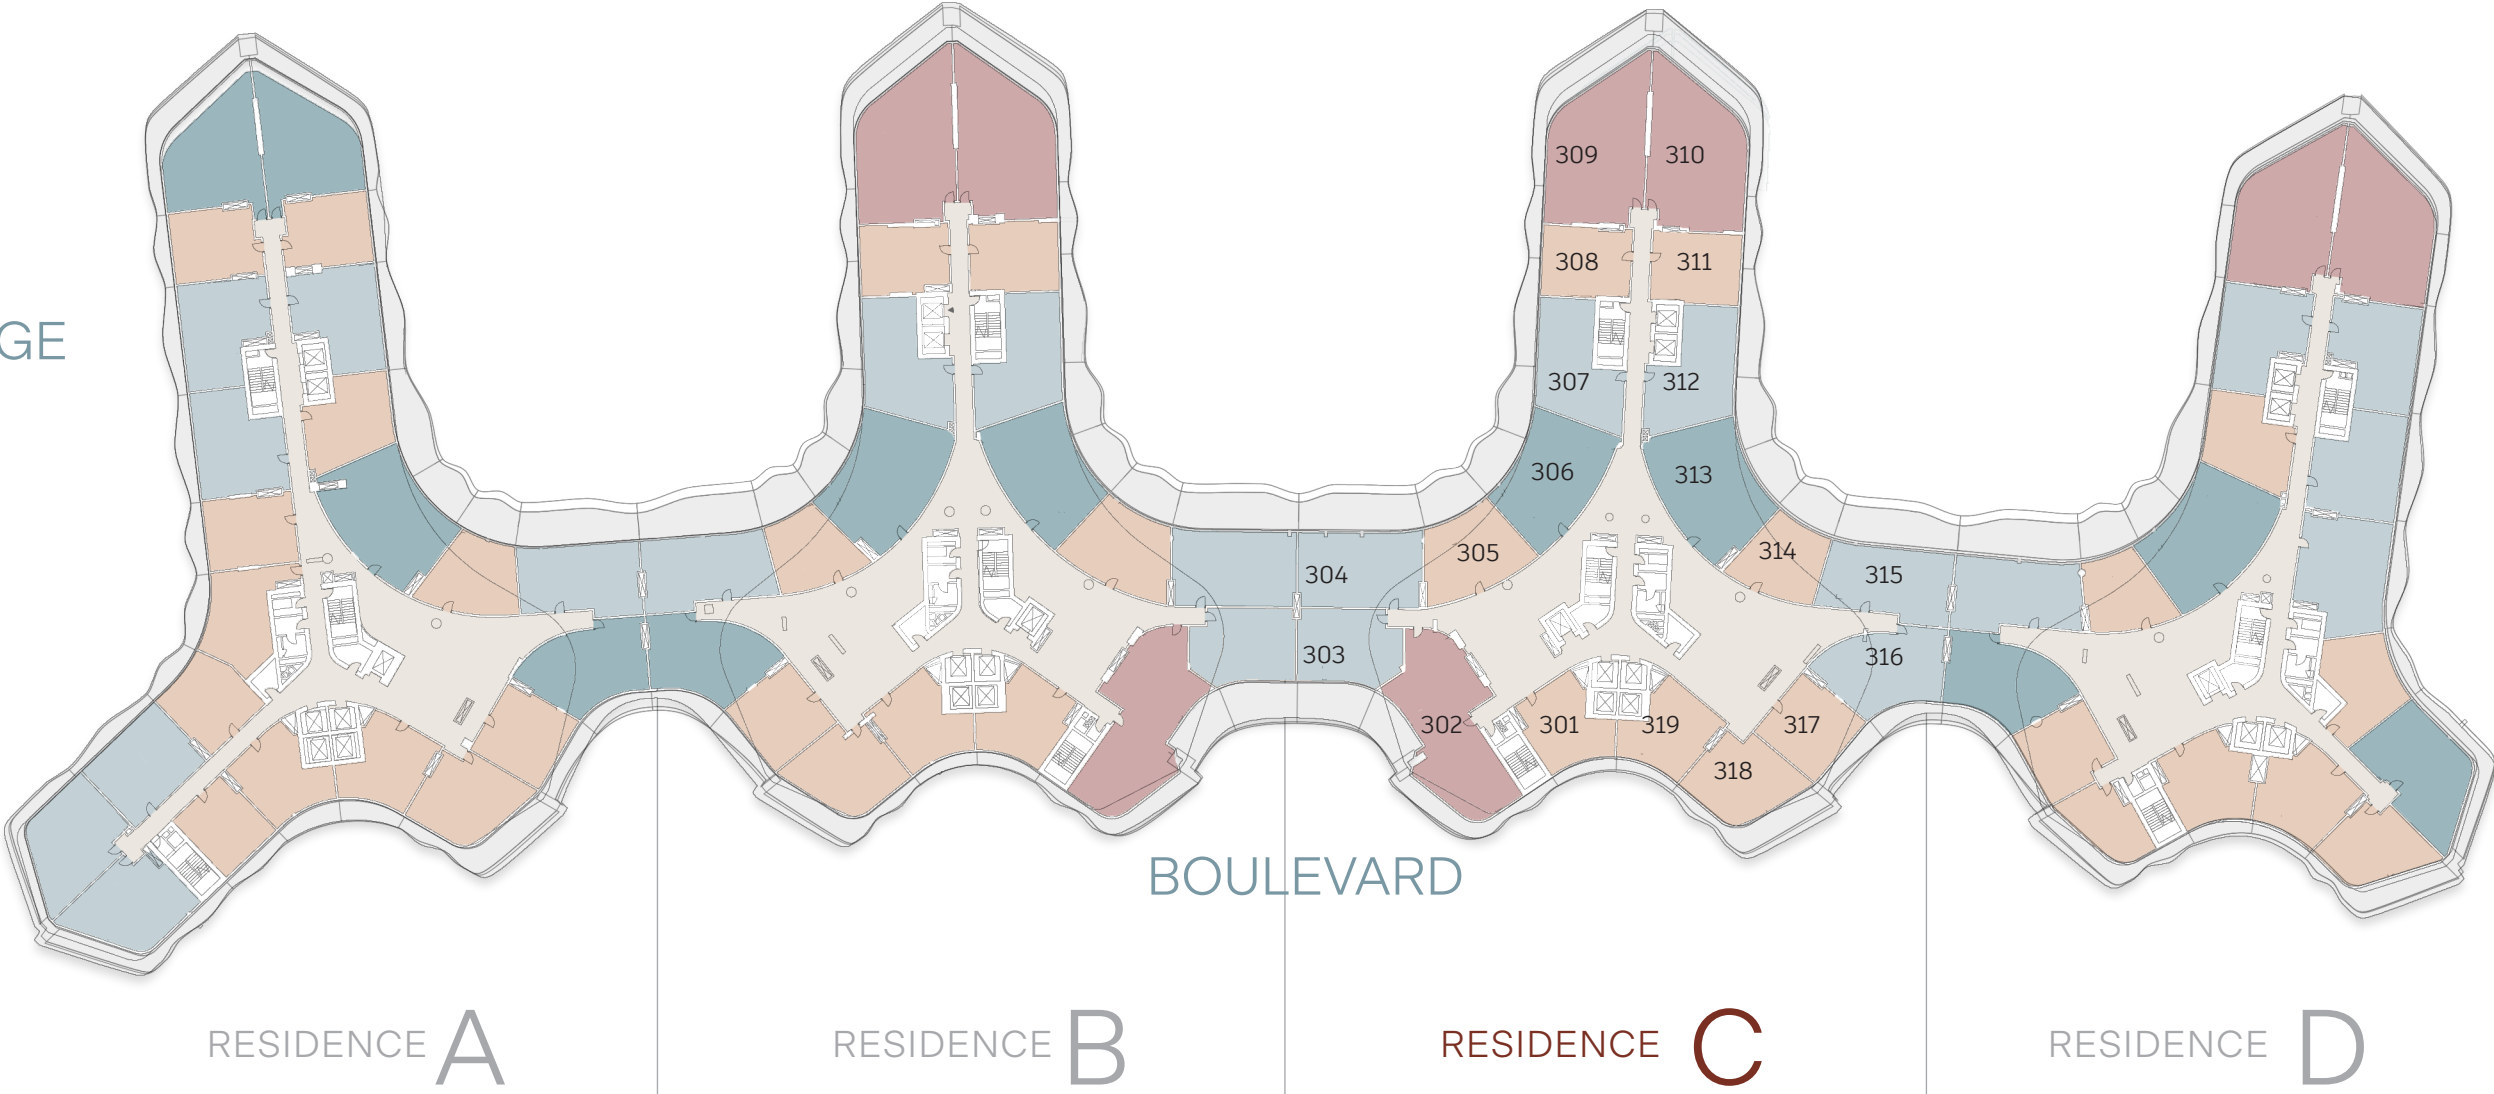 309 310
308 311
GE
307 312
306 313
305 314
304 315
303 316
302 301 319 317
318
BOULEVARD
RESIDENCE A
RESIDENCE B
RESIDENCE C
RESIDENCE D